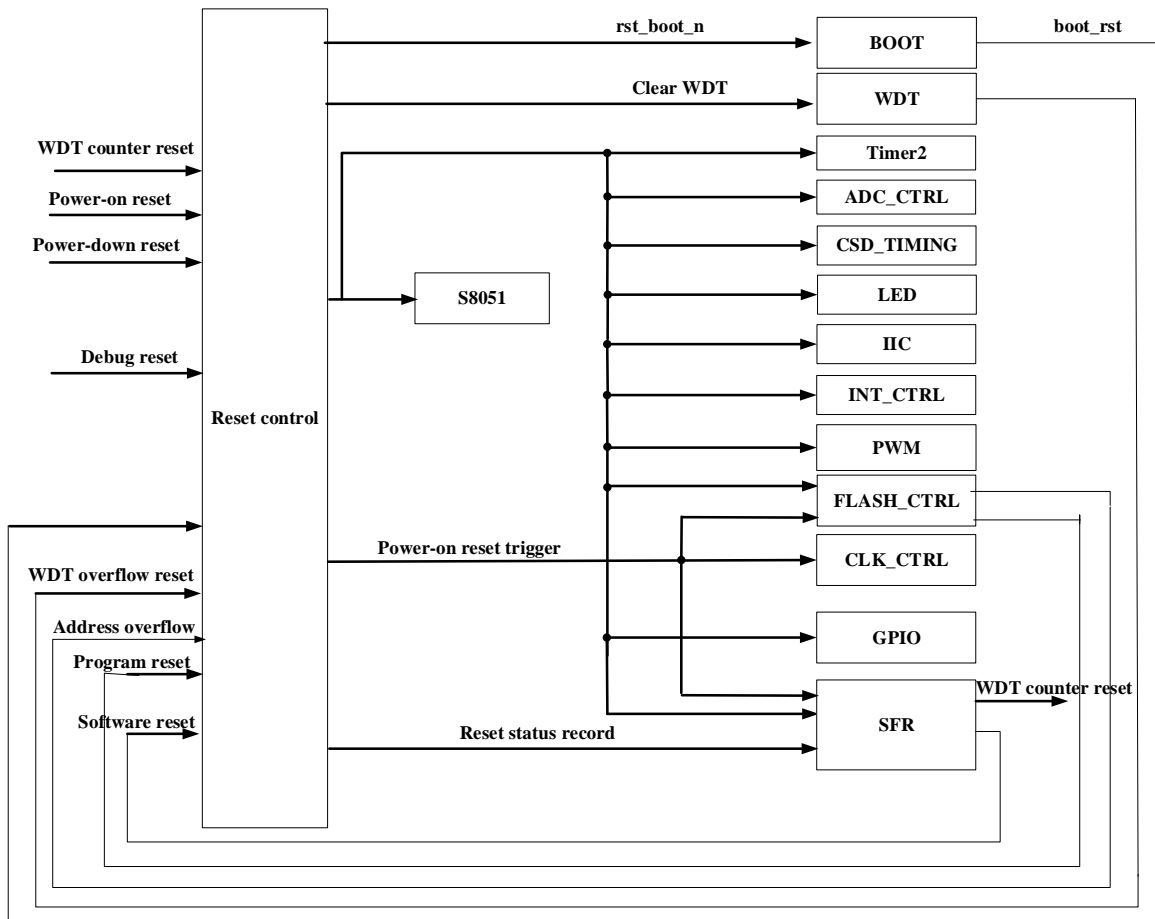 rst_boot_n
BOOT
boot_rst
Clear WDT
WDT
WDT counter reset
Timer2
Power-on reset
ADC_CTRL
Power-down reset
CSD_TIMING
S8051
LED
IIC
Debug reset
INT_CTRL
Reset control
PWM
FLASH_CTRL
Power-on reset trigger
CLK_CTRL
WDT overflow reset
Address overflow
GPIO
Program reset
WDT counter reset
Software reset
Reset status record
SFR